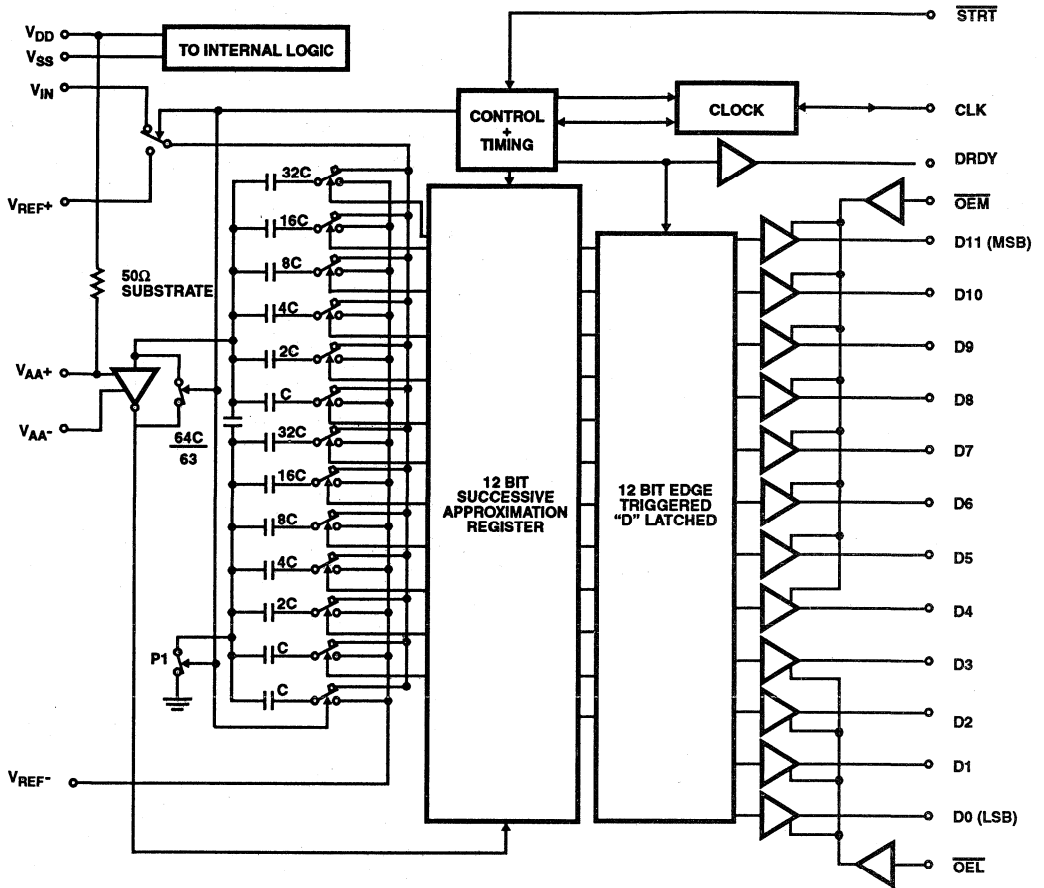 STRT
VDD
TO INTERNAL LOGIC
VSS
VIN
CONTROL
+
TIMING
CLOCK
CLK
DRDY
32C
VREF+
OEM
16C
D11 (MSB)
8C
50Ω
SUBSTRATE
D10
4C
D9
2C
VAA+
C
D8
VAA-
64C
63
32C
D7
16C
12 BIT
SUCCESSIVE
APPROXIMATION
REGISTER
12 BIT EDGE
TRIGGERED
“D” LATCHED
D6
8C
D5
4C
2C
D4
P1
C
D3
C
D2
VREF-
D1
D0 (LSB)
OEL